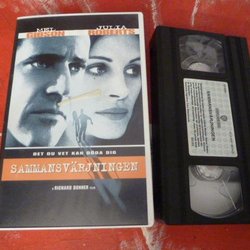 MEL GIBSON
JULIA ROBERTS
DET DU VET KAN DÖDA DIG
SAMMANSVÄRJNINGEN
A RICHARD DONNER FILM